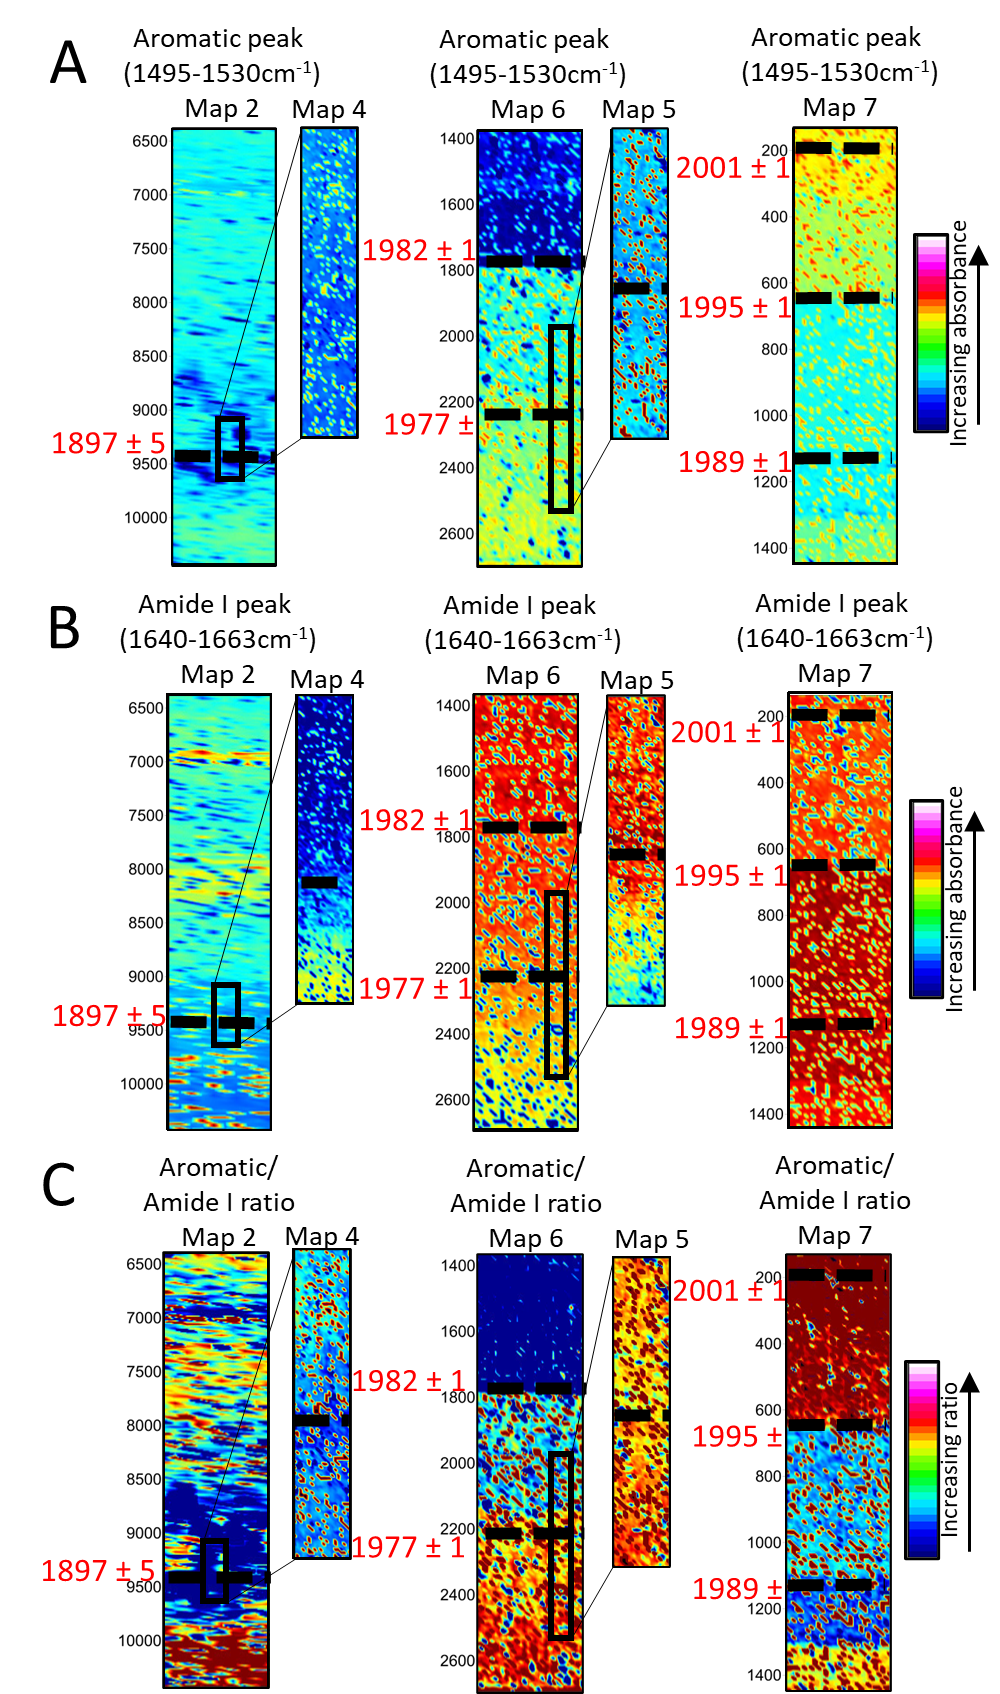 A
Aromatic peak
(1495-1530cm⁻¹)
Map 2
Map 4
6500
7000
7500
8000
8500
9000
9500
10000
1897 ± 5
Aromatic peak
(1495-1530cm⁻¹)
Map 6
Map 5
1400
1600
1800
2000
2200
2400
2600
1982 ± 1
1977 ±
Aromatic peak
(1495-1530cm⁻¹)
Map 7
200
400
600
800
1000
1200
1400
2001 ± 1
1995 ± 1
1989 ± 1
Increasing absorbance
B
Amide I peak
(1640-1663cm⁻¹)
Map 2
Map 4
6500
7000
7500
8000
8500
9000
9500
10000
1897 ± 5
Amide I peak
(1640-1663cm⁻¹)
Map 6
Map 5
1400
1600
1800
2000
2200
2400
2600
1982 ± 1
1977 ± 1
Amide I peak
(1640-1663cm⁻¹)
Map 7
200
400
600
800
1000
1200
1400
2001 ± 1
1995 ± 1
1989 ± 1
Increasing absorbance
C
Aromatic/
Amide I ratio
Map 2
Map 4
6500
7000
7500
8000
8500
9000
9500
10000
1897 ± 5
Aromatic/
Amide I ratio
Map 6
Map 5
1400
1600
1800
2000
2200
2400
2600
1982 ± 1
1977 ± 1
Aromatic/
Amide I ratio
Map 7
200
400
600
800
1000
1200
1400
2001 ± 1
1995 ±
1989 ±
Increasing ratio